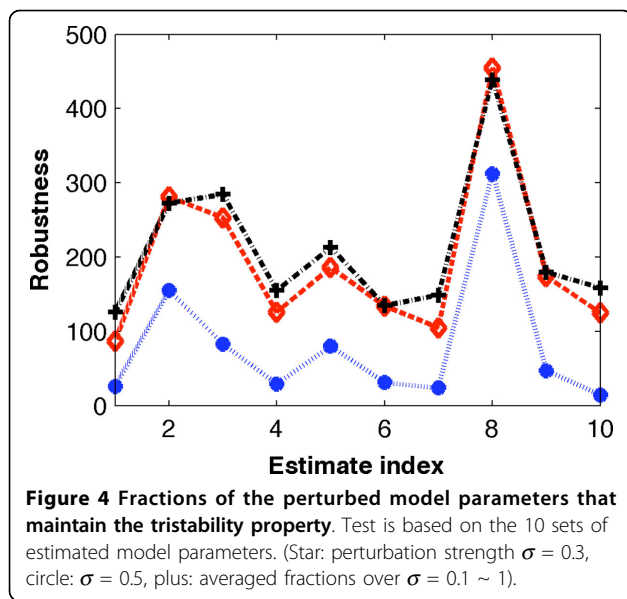 500
400
300
200
100
0
Robustness
2 4 6 8 10
Estimate index
Figure 4 Fractions of the perturbed model parameters that
maintain the tristability property. Test is based on the 10 sets of
estimated model parameters. (Star: perturbation strength σ = 0.3,
circle: σ = 0.5, plus: averaged fractions over σ = 0.1 ~ 1).